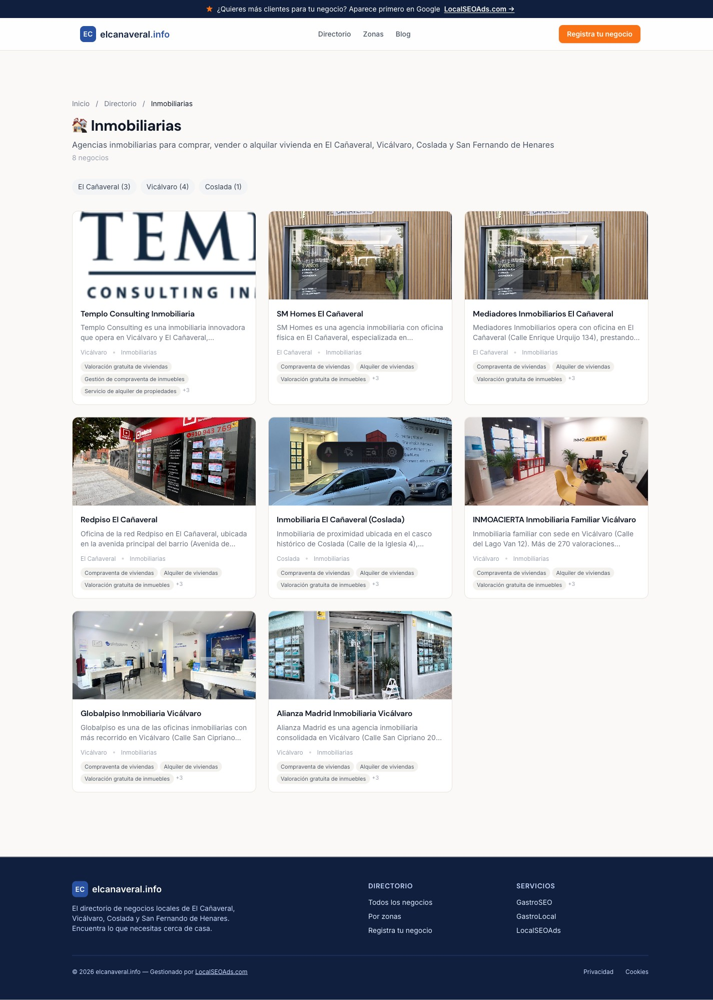 ¿Quieres más clientes para tu negocio? Aparece primero en Google LocalSEOAds.com →
EC elcanaveral.info
Directorio Zonas Blog
Registra tu negocio
Inicio / Directorio / Inmobiliarias
Inmobiliarias
Agencias inmobiliarias para comprar, vender o alquilar vivienda en El Cañaveral, Vicálvaro, Coslada y San Fernando de Henares
8 negocios
El Cañaveral (3) Vicálvaro (4) Coslada (1)
TEM
CONSULTING
Templo Consulting Inmobiliaria
Templo Consulting es una inmobiliaria innovadora
que opera en Vicálvaro y El Cañaveral,...
Vicálvaro • Inmobiliarias
Valoración gratuita de viviendas
Gestión de compraventa de inmuebles
Servicio de alquiler de propiedades +3
3 AÑOS
SM Homes El Cañaveral
SM Homes es una agencia inmobiliaria con oficina
física en El Cañaveral, especializada en...
El Cañaveral • Inmobiliarias
Compraventa de viviendas Alquiler de viviendas
Valoración gratuita de inmuebles +3
3 AÑOS
Mediadores Inmobiliarios El Cañaveral
Mediadores Inmobiliarios opera con oficina en El
Cañaveral (Calle Enrique Urquijo 134), prestando...
El Cañaveral • Inmobiliarias
Compraventa de viviendas Alquiler de viviendas
Valoración gratuita de inmuebles +3
redpiso
910 943 769
Redpiso El Cañaveral
Oficina de la red Redpiso en El Cañaveral, ubicada
en la avenida principal del barrio (Avenida de...
El Cañaveral • Inmobiliarias
Compraventa de viviendas Alquiler de viviendas
Valoración gratuita de inmuebles +3
Venta y Alquiler
Obra Nueva
Inmobiliaria El Cañaveral (Coslada)
Inmobiliaria de proximidad ubicada en el casco
histórico de Coslada (Calle de la Iglesia 4),...
Coslada • Inmobiliarias
Compraventa de viviendas Alquiler de viviendas
Valoración gratuita de inmuebles +3
INMO ACIERTA
INMOACIERTA Inmobiliaria Familiar Vicálvaro
Inmobiliaria familiar con sede en Vicálvaro (Calle
del Lago Van 12). Más de 270 valoraciones...
Vicálvaro • Inmobiliarias
Compraventa de viviendas Alquiler de viviendas
Valoración gratuita de inmuebles +3
globalpiso
Globalpiso Inmobiliaria Vicálvaro
Globalpiso es una de las oficinas inmobiliarias con
más recorrido en Vicálvaro (Calle San Cipriano...
Vicálvaro • Inmobiliarias
Compraventa de viviendas Alquiler de viviendas
Valoración gratuita de inmuebles +3
Alianza Madrid Inmobiliaria Vicálvaro
Alianza Madrid es una agencia inmobiliaria
consolidada en Vicálvaro (Calle San Cipriano 20...
Vicálvaro • Inmobiliarias
Compraventa de viviendas Alquiler de viviendas
Valoración gratuita de inmuebles +3
EC elcanaveral.info
El directorio de negocios locales de El Cañaveral,
Vicálvaro, Coslada y San Fernando de Henares.
Encuentra lo que necesitas cerca de casa.
DIRECTORIO
Todos los negocios
Por zonas
Registra tu negocio
SERVICIOS
GastroSEO
GastroLocal
LocalSEOAds
© 2026 elcanaveral.info — Gestionado por LocalSEOAds.com
Privacidad Cookies